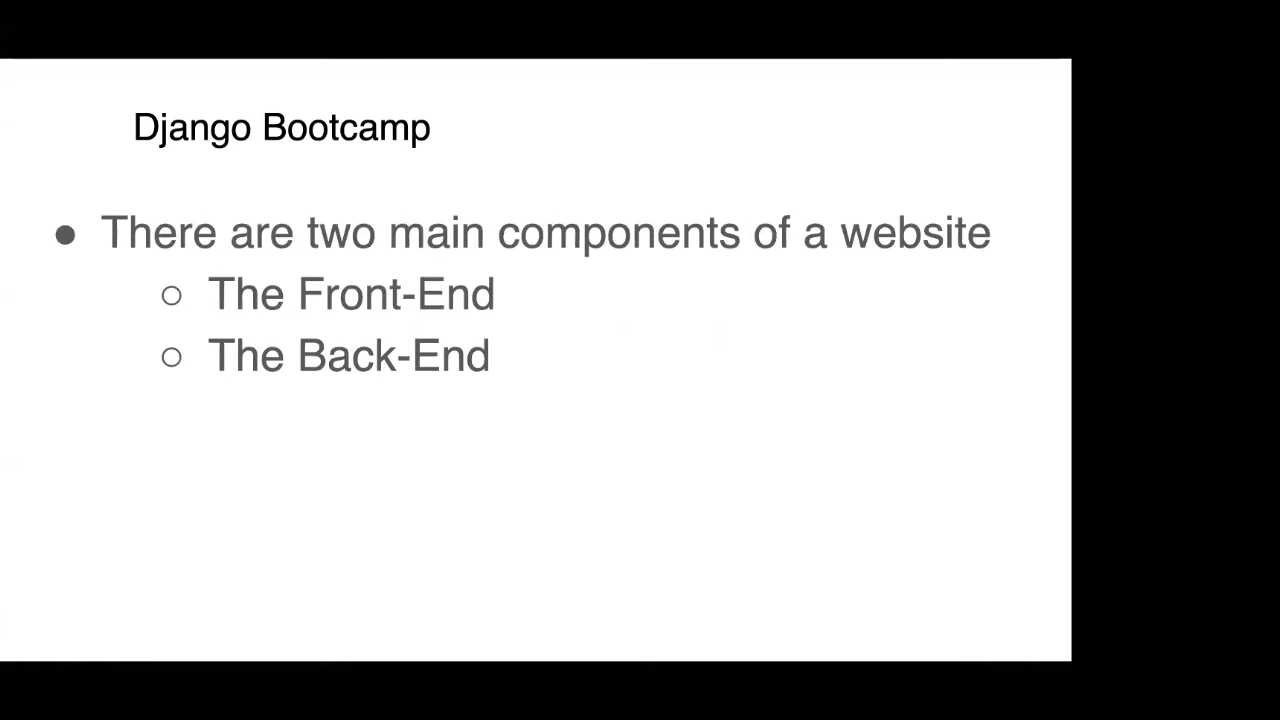 Django Bootcamp
● There are two main components of a website
○ The Front-End
○ The Back-End